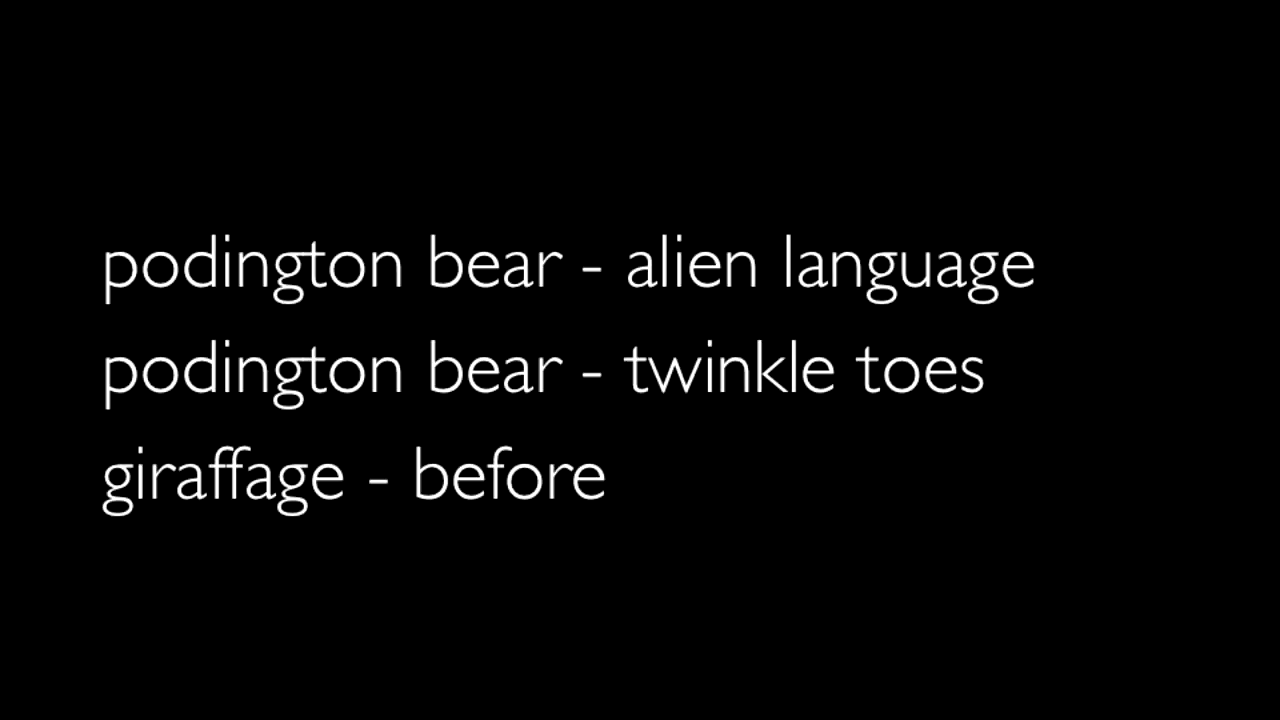 podington bear - alien language
podington bear - twinkle toes
giraffage - before